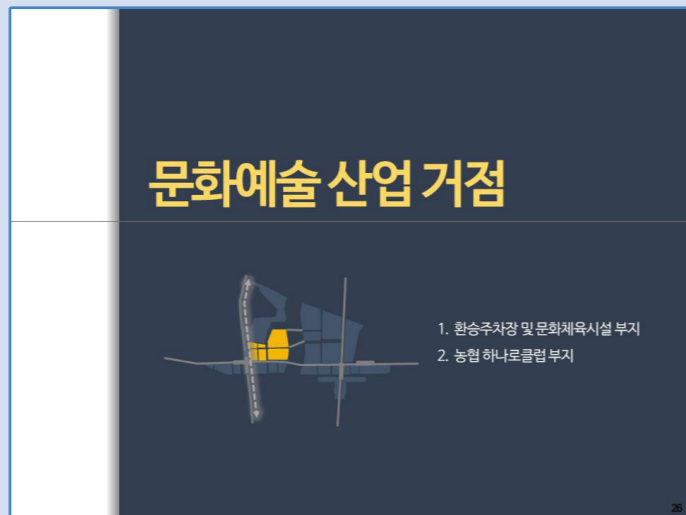 문화예술 산업 거점
1. 환승주차장 및 문화체육시설 부지
2. 농협 하나로클럽 부지
26